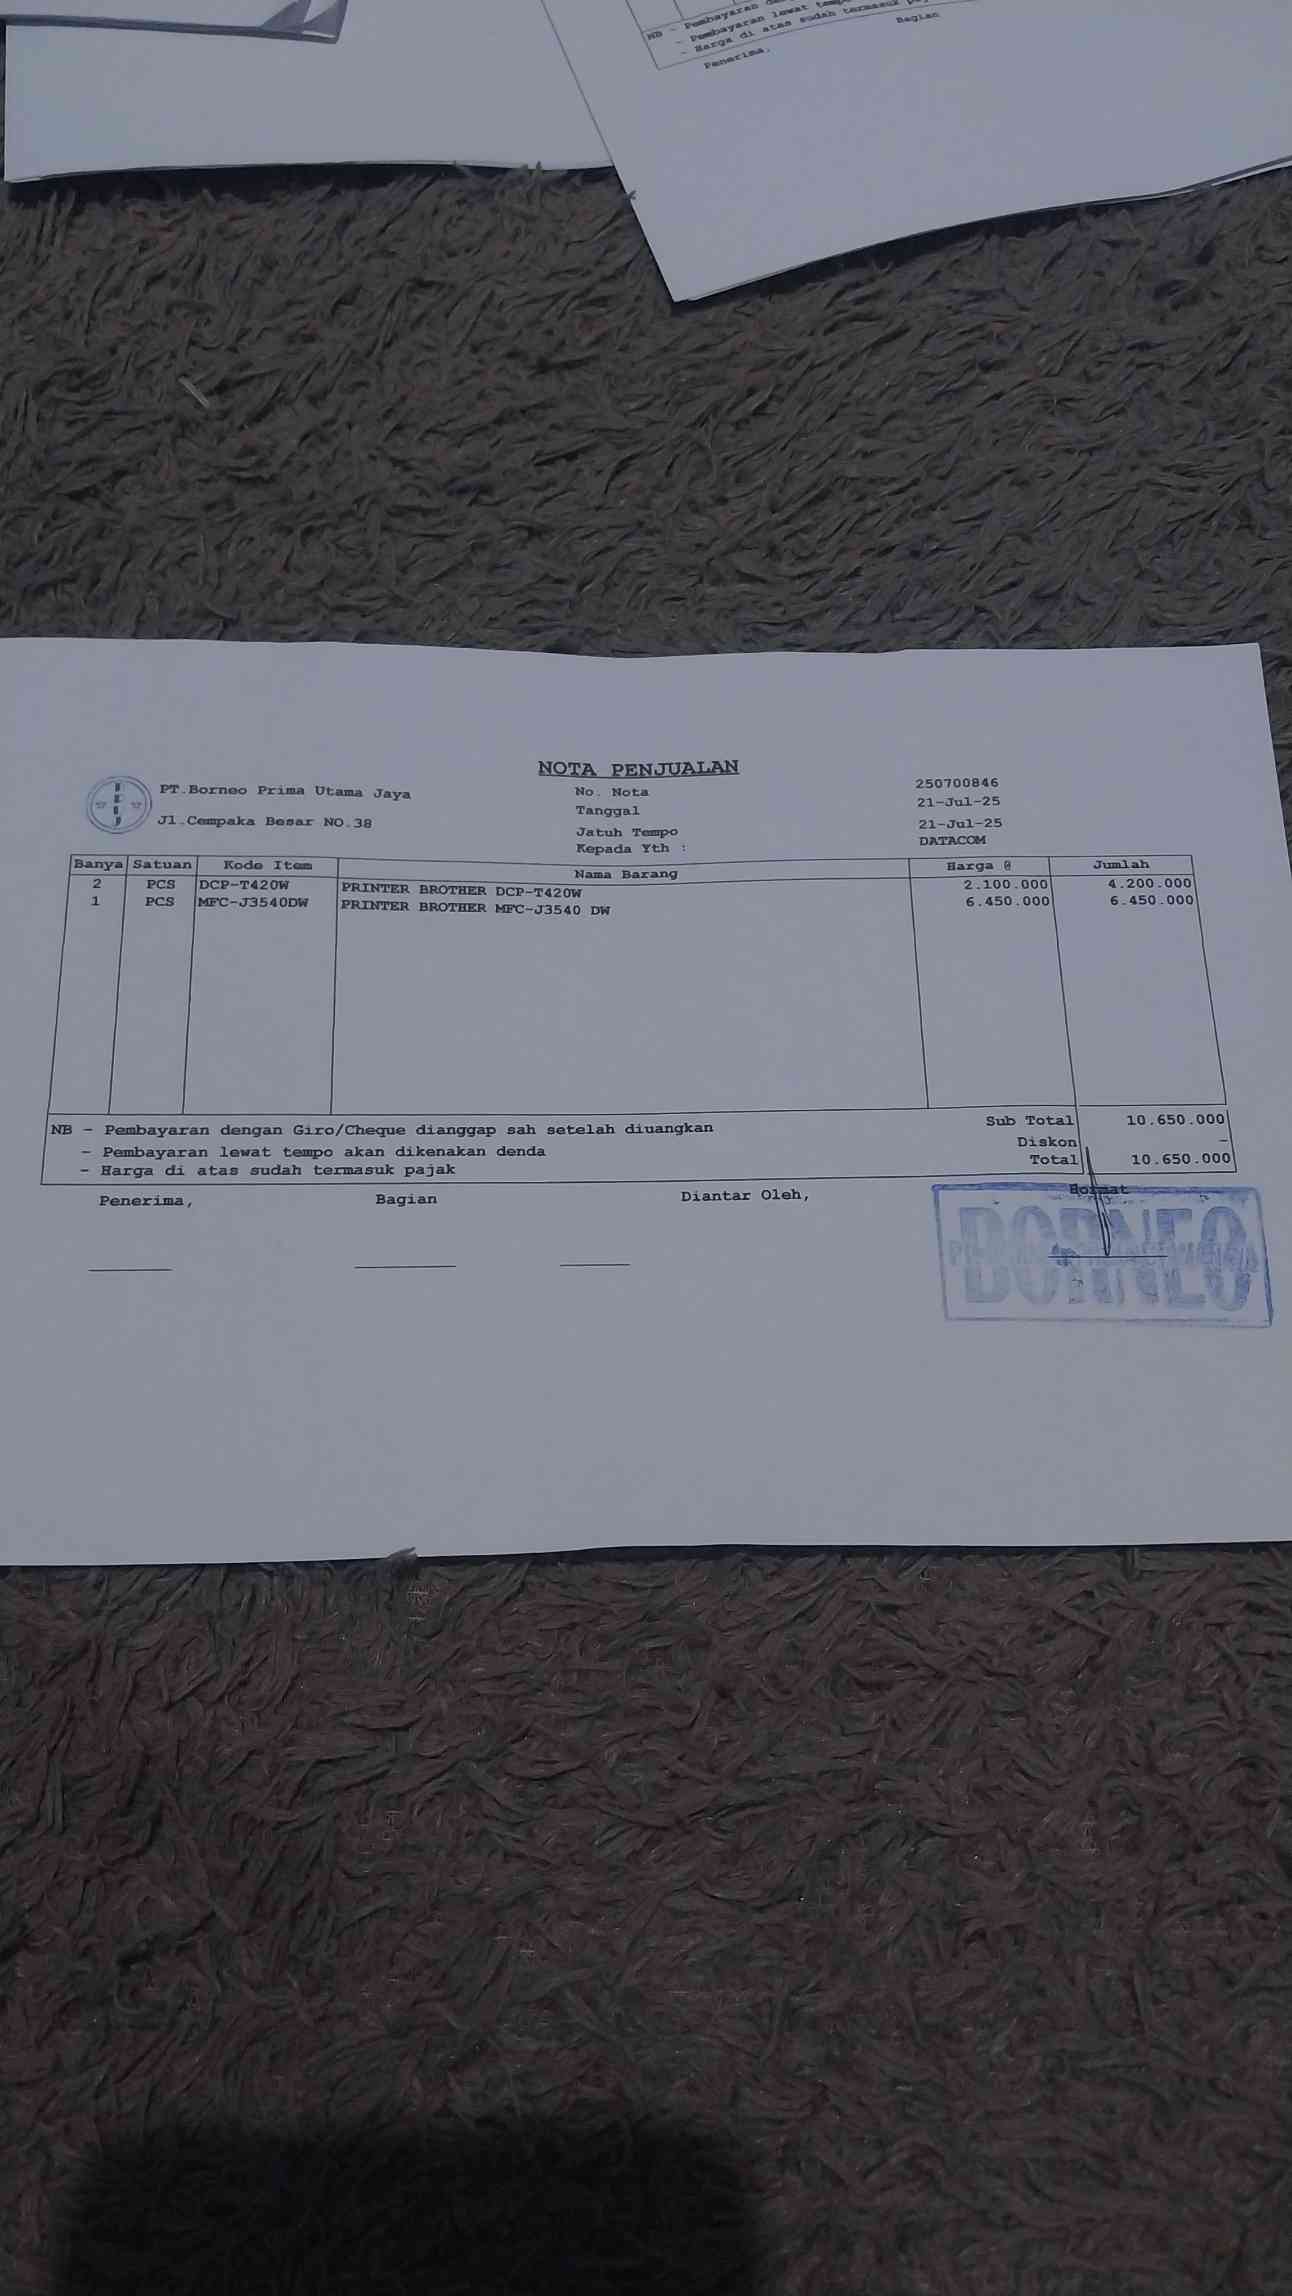 NB - Pembayaran
- Pembayaran lewat
- Harga di atas sudah termasuk
Penerima,
Bagian
NOTA PENJUALAN
PT.Borneo Prima Utama Jaya
Jl.Cempaka Besar NO.38
No. Nota 250700846
Tanggal 21-Jul-25
Jatuh Tempo 21-Jul-25
Kepada Yth : DATACOM
Banya Satuan Kode Item Nama Barang Harga @ Jumlah
2 PCS DCP-T420W PRINTER BROTHER DCP-T420W 2.100.000 4.200.000
1 PCS MFC-J3540DW PRINTER BROTHER MFC-J3540 DW 6.450.000 6.450.000
NB - Pembayaran dengan Giro/Cheque dianggap sah setelah diuangkan Sub Total 10.650.000
- Pembayaran lewat tempo akan dikenakan denda Diskon -
- Harga di atas sudah termasuk pajak Total 10.650.000
Penerima, Bagian Diantar Oleh, Hormat
BORNEO